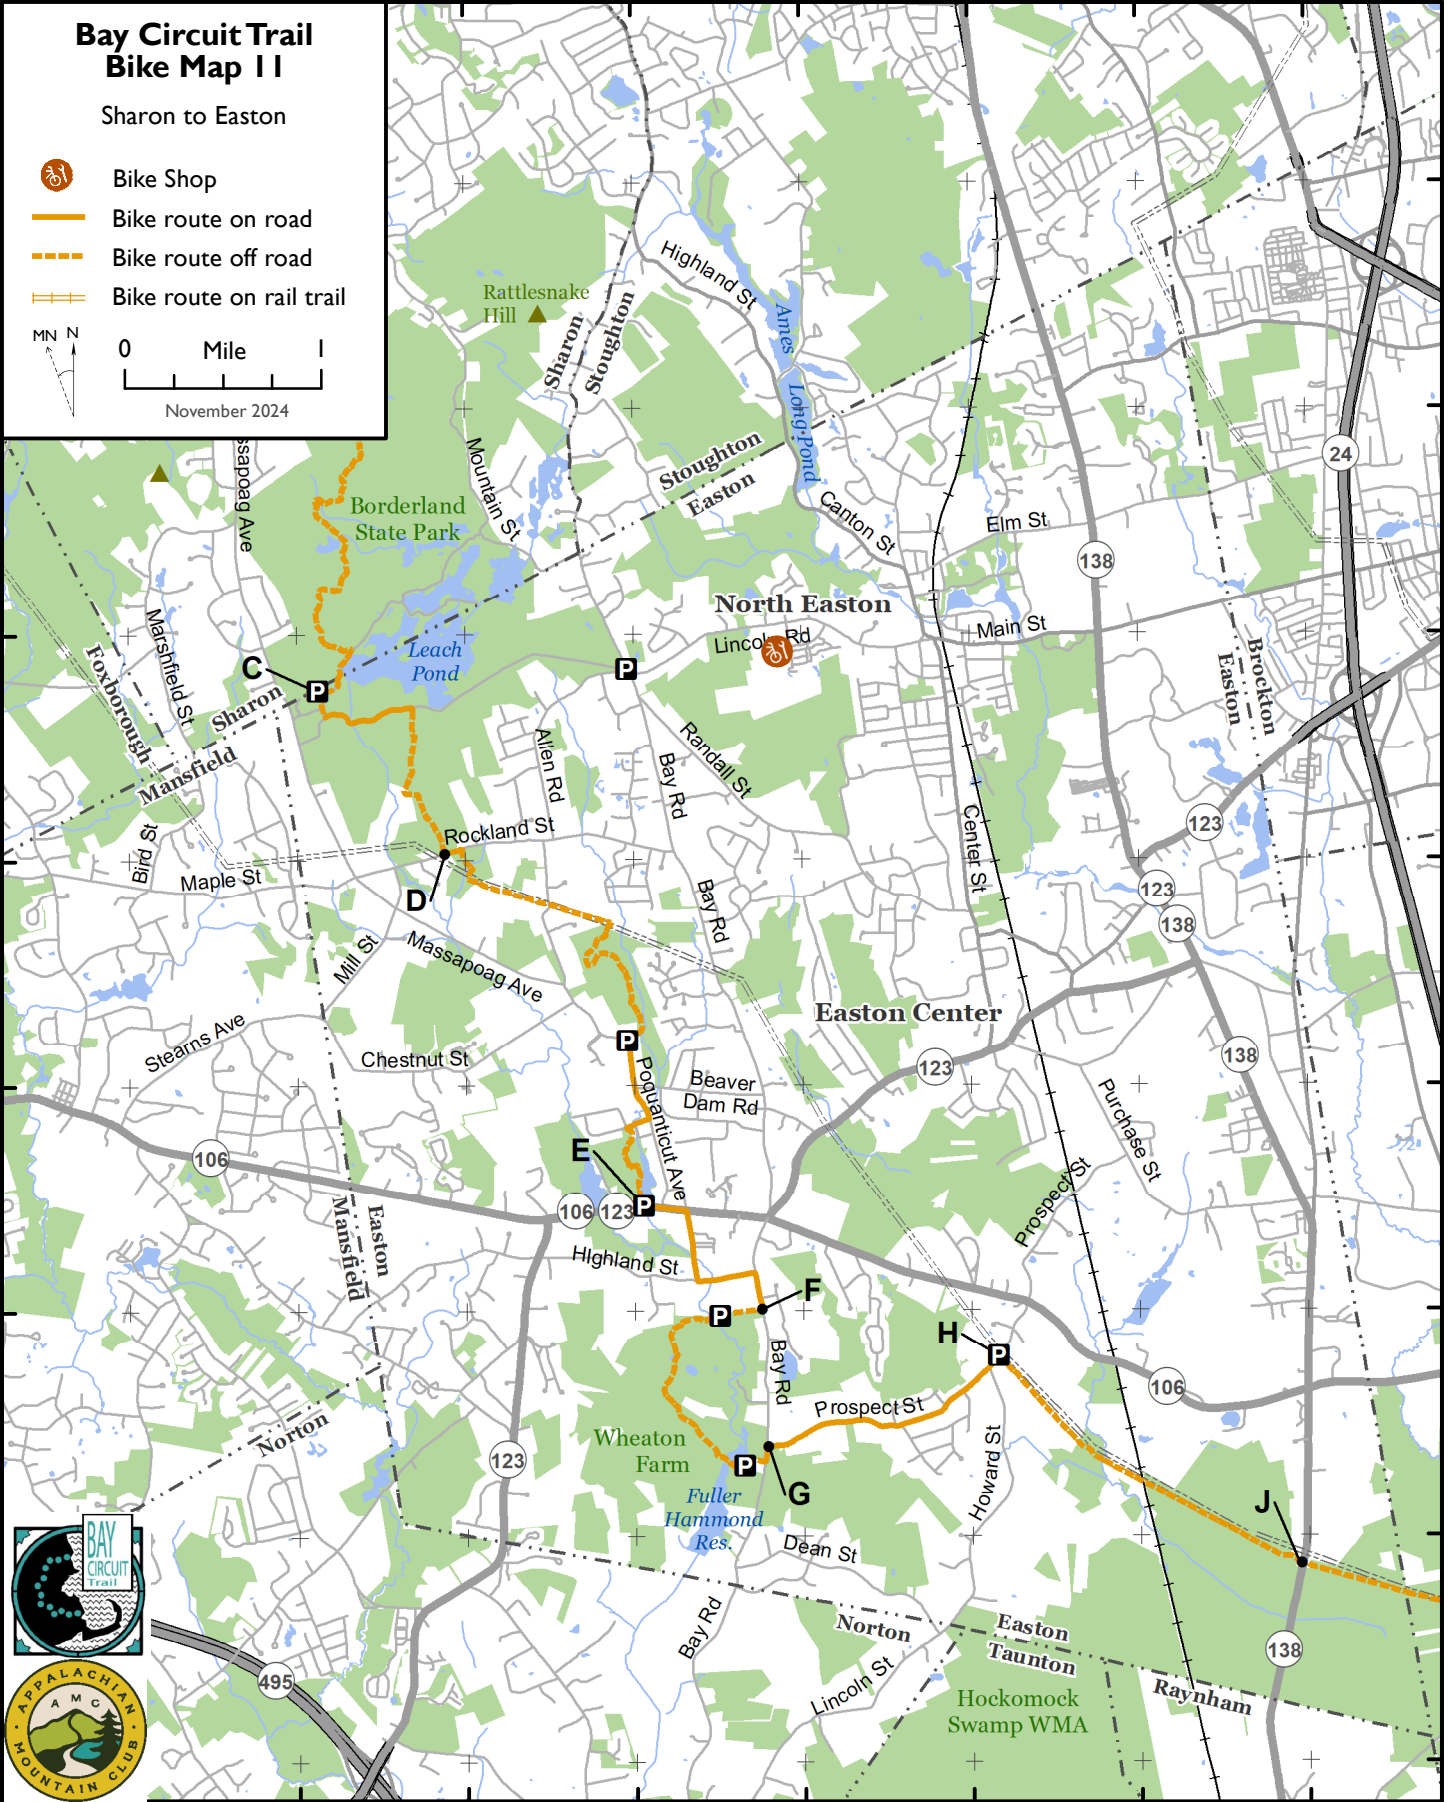 Bay Circuit Trail
Bike Map 11
Sharon to Easton
Bike Shop
Bike route on road
Bike route off road
Bike route on rail trail
MN N
0 Mile 1
November 2024
Rattlesnake
Hill
Sharon
Stoughton
Highland St
Ames
Long Pond
24
ssapoag Ave
Mountain St
Borderland
State Park
Stoughton
Easton
Canton St
Elm St
138
North Easton
Lincoln Rd
Main St
Marshfield St
Foxborough
C
P
Sharon
Mansfield
Leach
Pond
P
Brockton
Easton
Allen Rd
Bay Rd
Randall St
Center St
123
Bird St
Maple St
Rockland St
D
123
138
Bay Rd
Mill St
Massapoag Ave
Easton Center
Stearns Ave
Chestnut St
P
Poquanticut Ave
Beaver
Dam Rd
123
138
Purchase St
106
E
P
106
123
Prospect St
Easton
Mansfield
HIghland St
F
P
H
P
Bay Rd
106
Prospect St
Norton
Wheaton
Farm
123
P
G
Howard St
J
Fuller
Hammond
Res.
Dean St
BAY
CIRCUIT
Trail
Bay Rd
Norton
Easton
Taunton
Lincoln St
138
Raynham
495
Hockomock
Swamp WMA
APPALACHIAN
AMC
MOUNTAIN CLUB